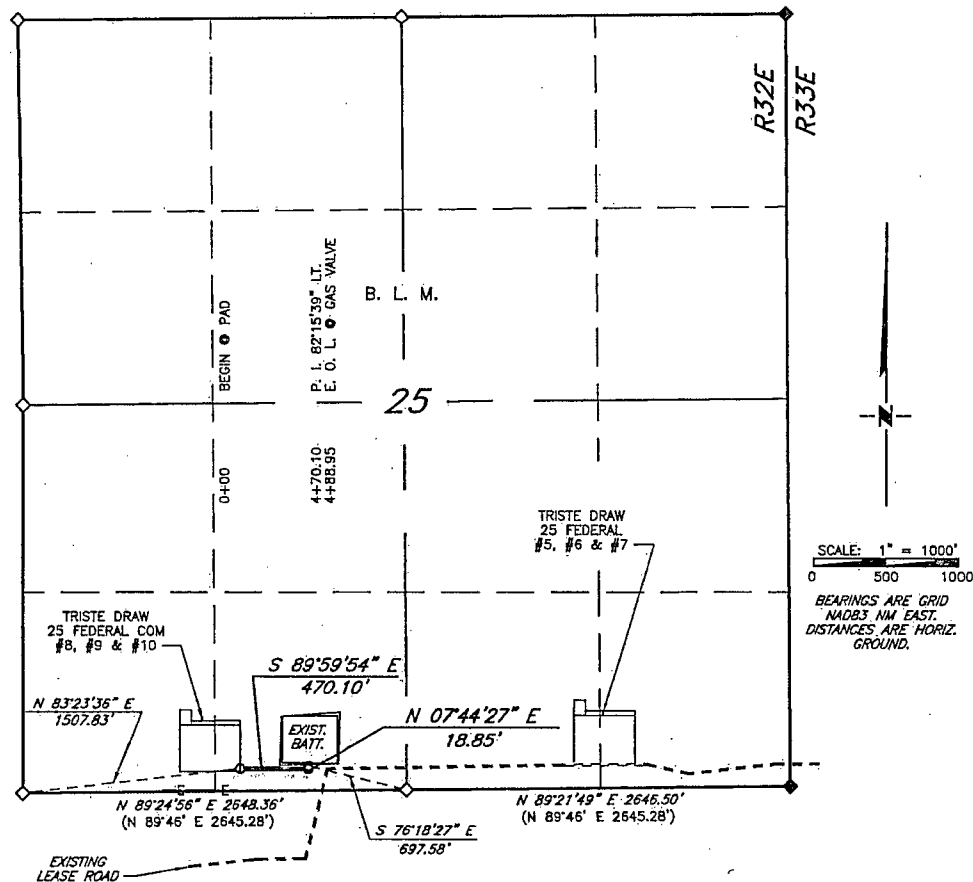 R32E
R33E
BEGIN @ PAD
P. I. 82°15'39" LT.
E. O. L. @ GAS VALVE
B. L. M.
25
0+00
4+70.10
4+88.95
N
TRISTE DRAW
25 FEDERAL
#5, #6 & #7
SCALE: 1" = 1000'
0 500 1000
BEARINGS ARE GRID
NAD83 NM EAST.
DISTANCES ARE HORIZ.
GROUND.
TRISTE DRAW
25 FEDERAL COM
#8, #9 & #10
S 89°59'54" E
470.10'
N 83°23'36" E
1507.83'
EXIST.
BATT.
N 07°44'27" E
18.85'
E E
N 89°24'56" E 2648.36'
(N 89°46' E 2645.28')
N 89°21'49" E 2646.50'
(N 89°46' E 2645.28')
S 76°18'27" E
697.58'
EXISTING
LEASE ROAD